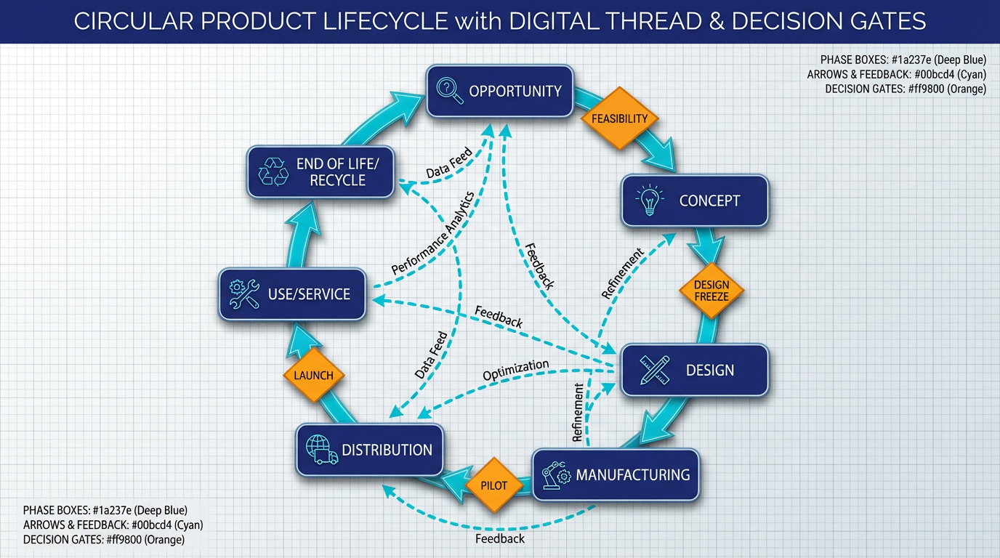 CIRCULAR PRODUCT LIFECYCLE with DIGITAL THREAD & DECISION GATES
PHASE BOXES: #1a237e (Deep Blue)
ARROWS & FEEDBACK: #00bcd4 (Cyan)
DECISION GATES: #ff9800 (Orange)
OPPORTUNITY
FEASIBILITY
END OF LIFE/
RECYCLE
Data Feed
CONCEPT
Performance Analytics
Feedback
Refinement
DESIGN
FREEZE
USE/SERVICE
Feedback
Data Feed
Optimization
DESIGN
LAUNCH
Refinement
DISTRIBUTION
PILOT
MANUFACTURING
Feedback
PHASE BOXES: #1a237e (Deep Blue)
ARROWS & FEEDBACK: #00bcd4 (Cyan)
DECISION GATES: #ff9800 (Orange)